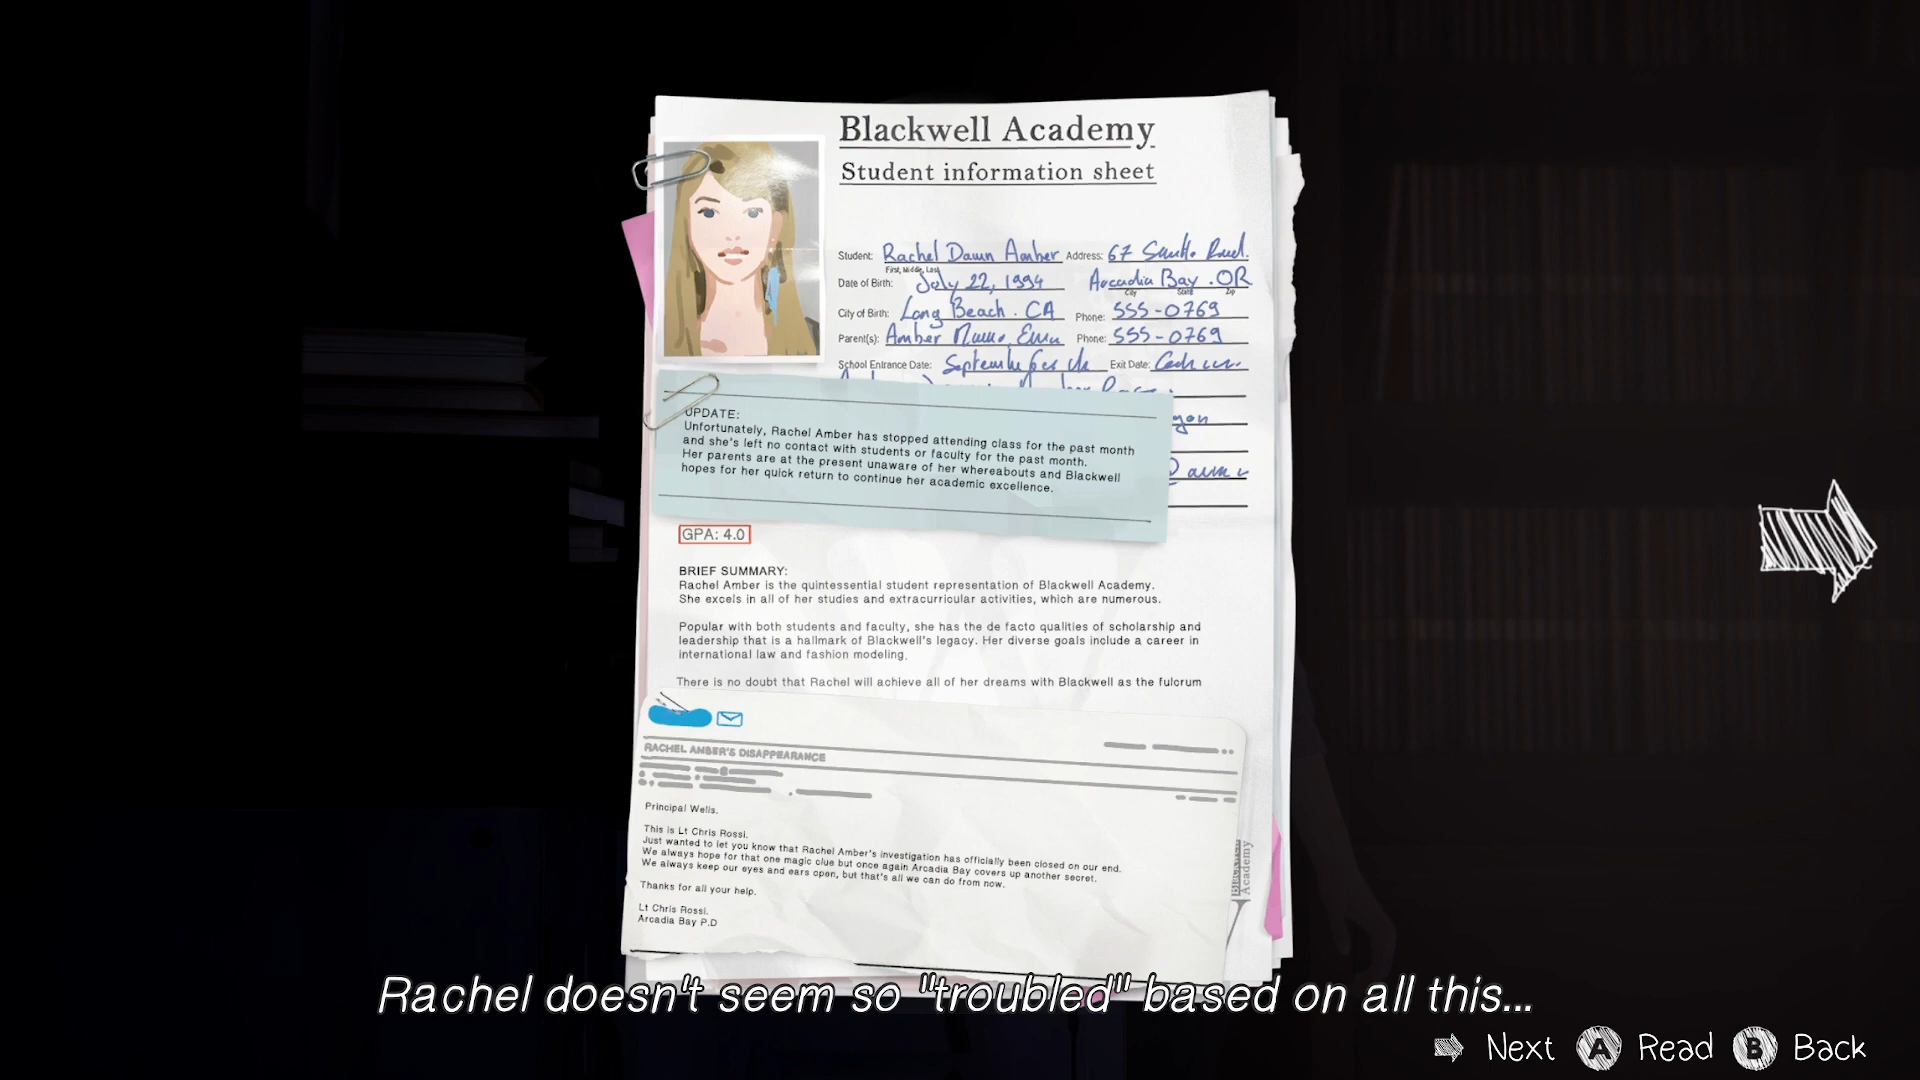 Blackwell Academy
Student information sheet
Student: Rachel Dawn Amber Address: 67
First, Middle, Last
Date of Birth: July 22, 1994 Arcadia Bay. OR
City State Zip
City of Birth: Long Beach. CA Phone: 555-0769
Parent(s): Amber Phone: 555-0769
School Entrance Date: Exit Date:
UPDATE:
Unfortunately, Rachel Amber has stopped attending class for the past month
and she's left no contact with students or faculty for the past month.
Her parents are at the present unaware of her whereabouts and Blackwell
hopes for her quick return to continue her academic excellence.
GPA: 4.0
BRIEF SUMMARY:
Rachel Amber is the quintessential student representation of Blackwell Academy.
She excels in all of her studies and extracurricular activities, which are numerous.
Popular with both students and faculty, she has the de facto qualities of scholarship and
leadership that is a hallmark of Blackwell's legacy. Her diverse goals include a career in
international law and fashion modeling.
There is no doubt that Rachel will achieve all of her dreams with Blackwell as the fulcrum
RACHEL AMBER'S DISAPPEARANCE
Principal Wells.
This is Lt Chris Rossi.
Just wanted to let you know that Rachel Amber's investigation has officially been closed on our end.
We always hope for that one magic clue but once again Arcadia Bay covers up another secret.
We always keep our eyes and ears open, but that's all we can do from now.
Thanks for all your help.
Lt Chris Rossi.
Arcadia Bay P.D
Blackwell
Academy
Rachel doesn't seem so "troubled" based on all this...
Next A Read B Back